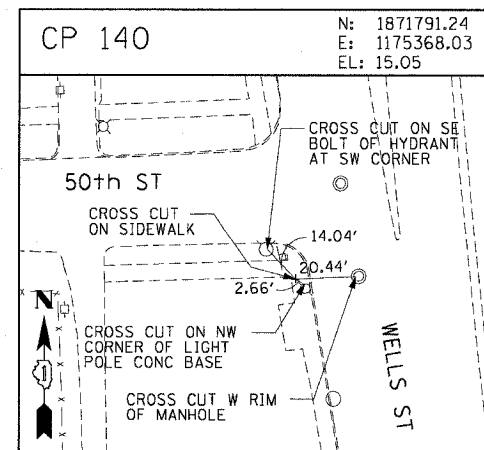 CP 140
N: 1871791.24
E: 1175368.03
EL: 15.05
CROSS CUT ON SE
BOLT OF HYDRANT
AT SW CORNER
50th ST
CROSS CUT
ON SIDEWALK
14.04'
20.44'
2.66'
N
CROSS CUT ON NW
CORNER OF LIGHT
POLE CONC BASE
WELLS ST
CROSS CUT W RIM
OF MANHOLE